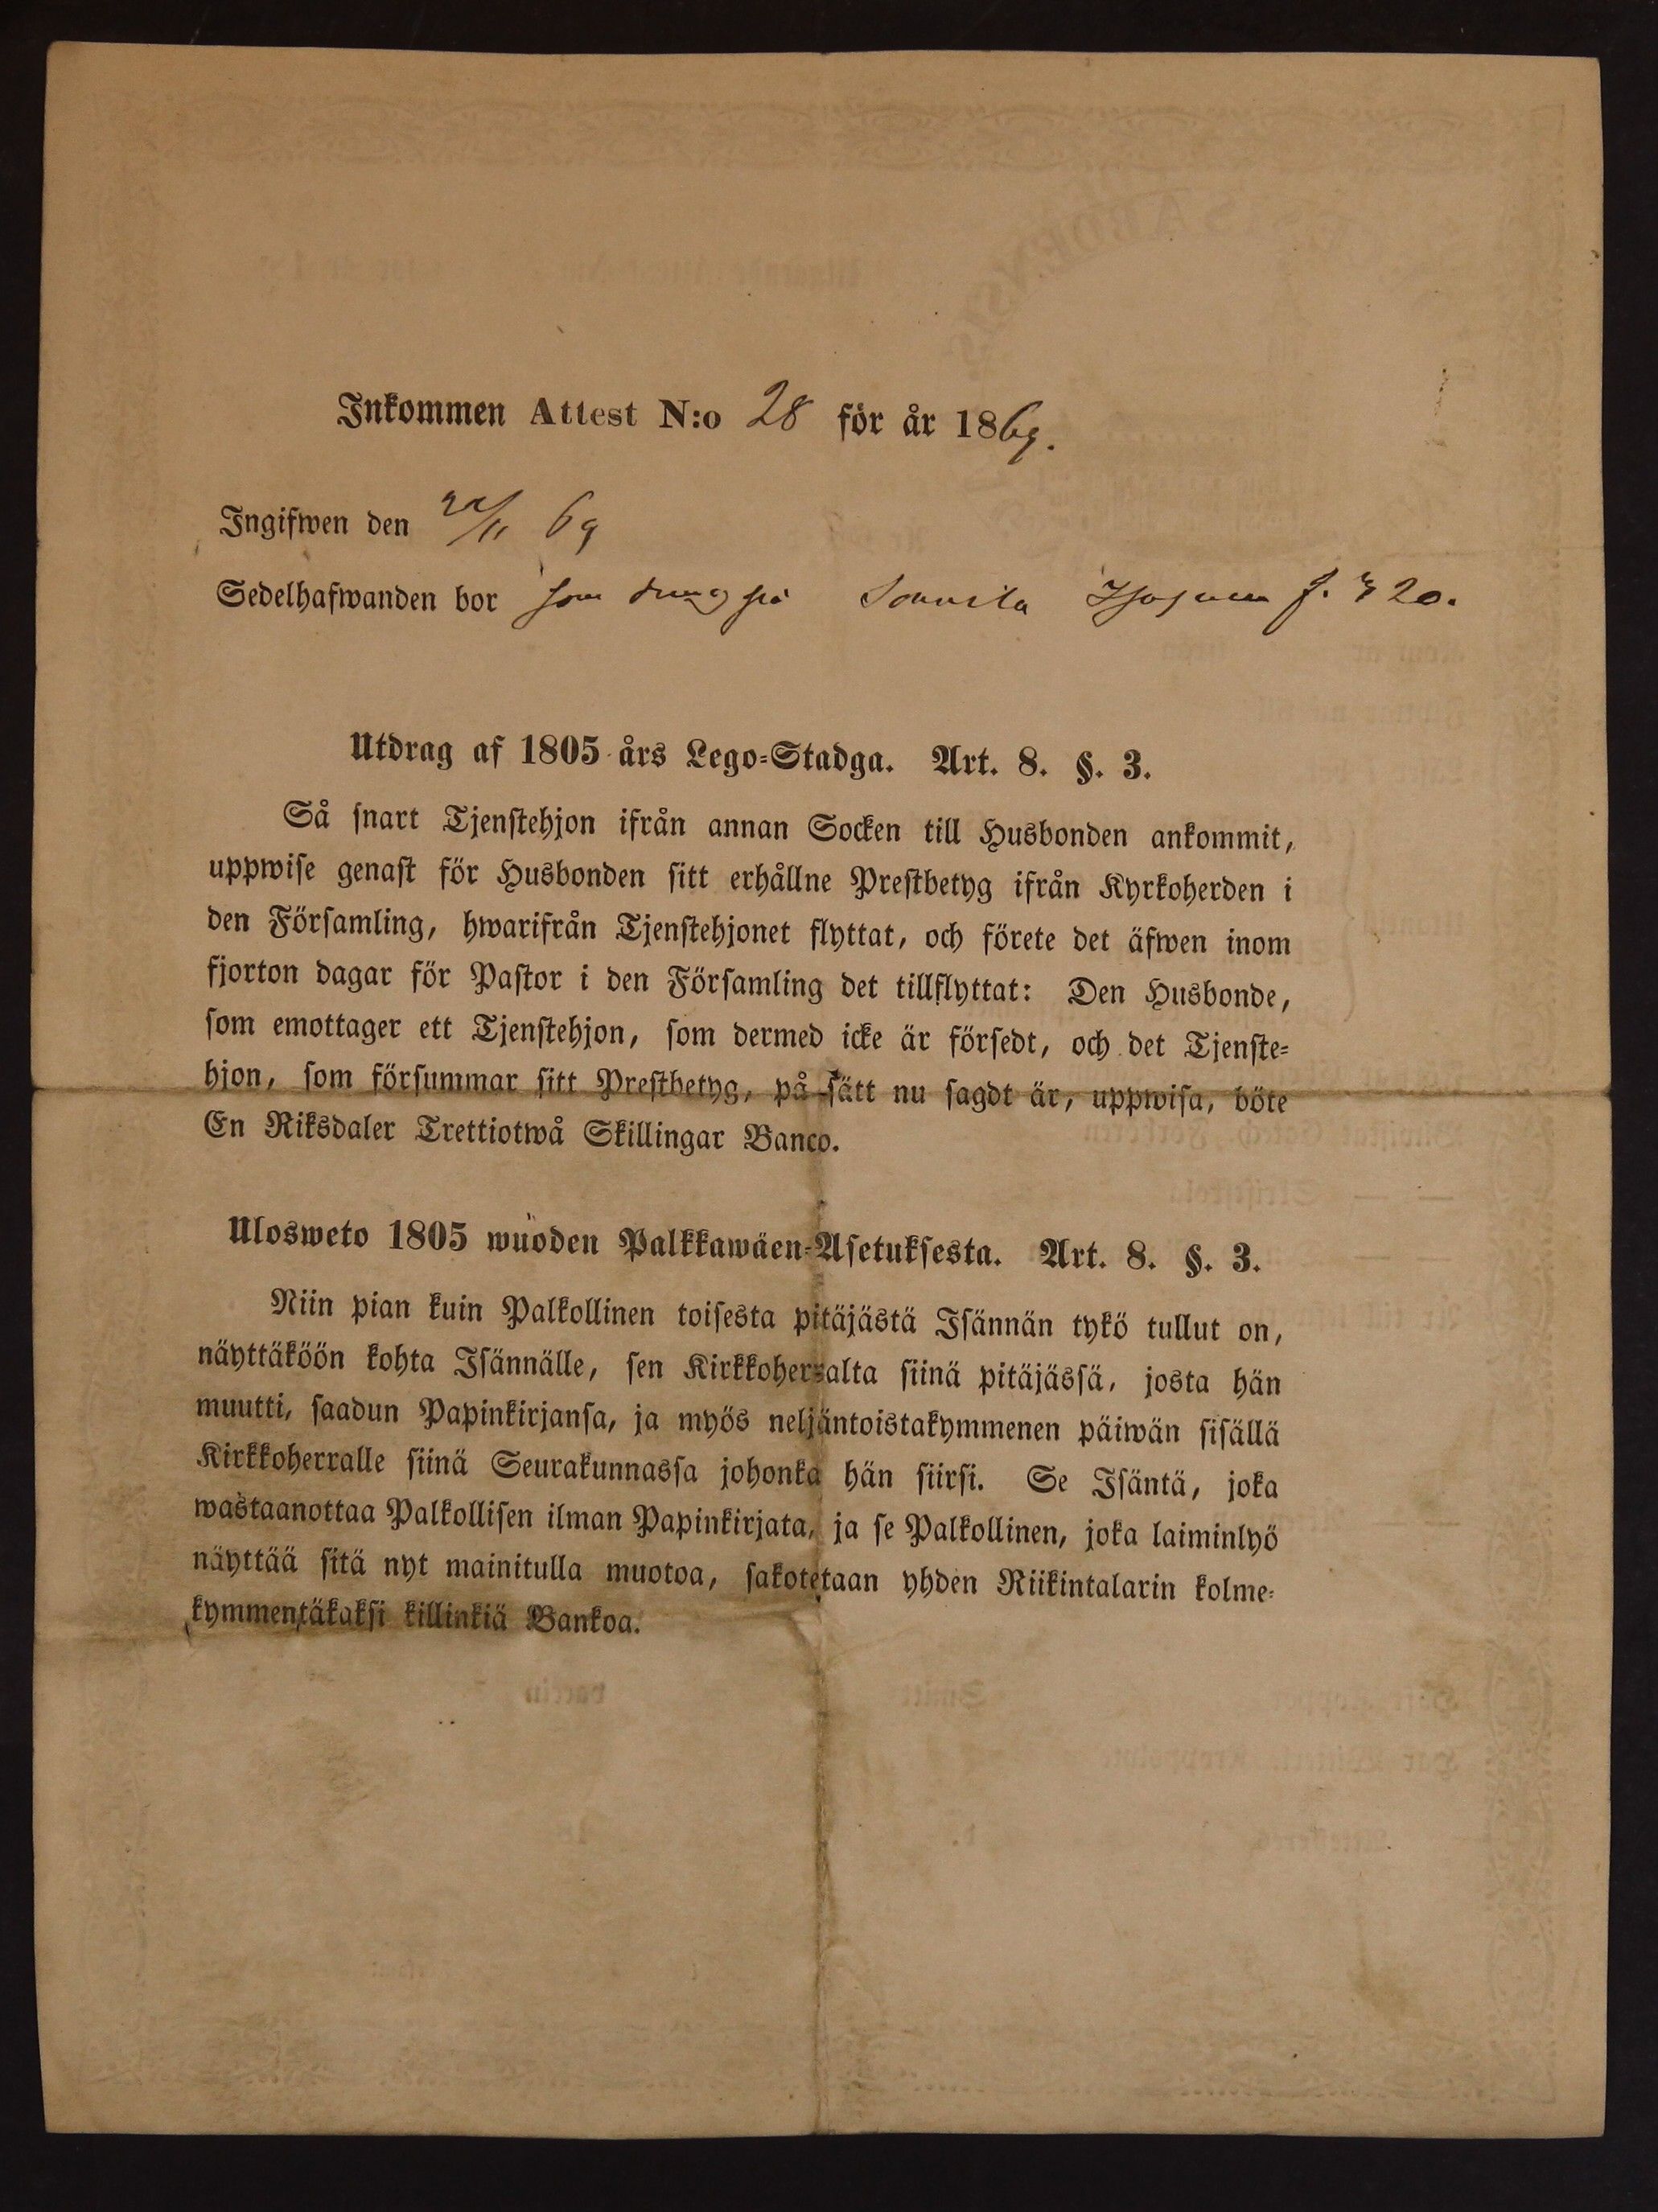 Inkommen Attest N:o 28 för år 1869.
Ingifwen den /11 69
Sedelhafwanden bor som dreng på
Utdrag af 1805 års Lego-Stadga. Art. 8. §. 3.
Så snart Tjenstehjon ifrån annan Socken till Husbonden ankommit,
uppwise genast för Husbonden sitt erhållne Prestbetyg ifrån Kyrkoherden i
den Församling, hwarifrån Tjenstehjonet flyttat, och förete det äfwen inom
fjorton dagar för Pastor i den Församling det tillflyttat: Den Husbonde,
som emottager ett Tjenstehjon, som dermed icke är försedt, och det Tjenste-
hjon, som försummar sitt Prestbetyg, på sätt nu sagdt är, uppwisa, böte
En Riksdaler Trettiotwå Skillingar Banco.
Ulosweto 1805 wuoden Palkkawäen-Asetuksesta. Art. 8. §. 3.
Niin pian kuin Palkollinen toisesta pitäjästä Isännän tykö tullut on,
näyttäköön kohta Isännälle, sen Kirkkoherralta siinä pitäjässä, josta hän
muutti, saadun Papinkirjansa, ja myös neljäntoistakymmenen päiwän sisällä
Kirkkoherralle siinä Seurakunnassa johonka hän siirsi. Se Isäntä, joka
wastaanottaa Palkollisen ilman Papinkirjata, ja se Palkollinen, joka laiminlyö
näyttää sitä nyt mainitulla muotoa, sakotetaan yhden Riikintalarin kolme-
kymmentäkaksi killinkiä Bankoa.